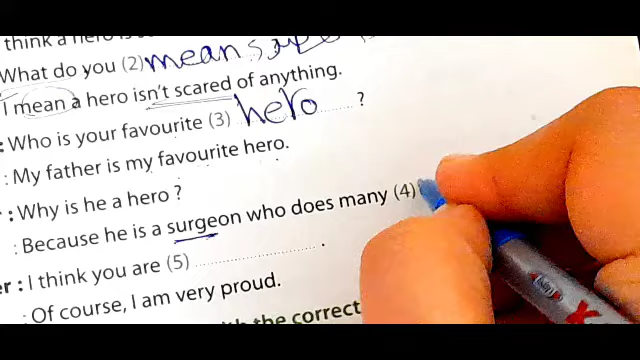 think a hero is
What do you (2) mean
I mean a hero isn't scared of anything.
: Who is your favourite (3) hero ?
: My father is my favourite hero.
: Why is he a hero ?
: Because he is a surgeon who does many (4)
er : I think you are (5) .................... .
: Of course, I am very proud.
the correct